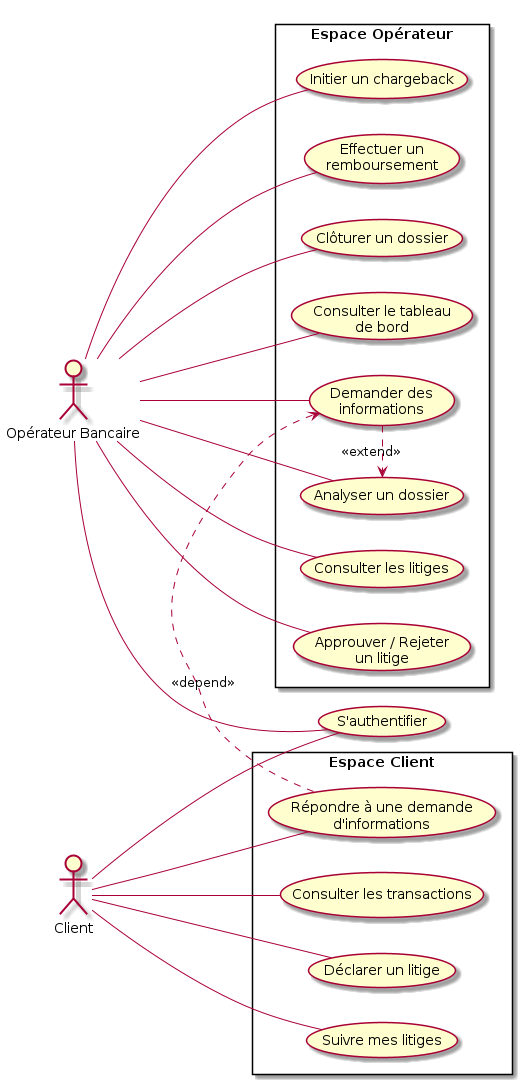 Espace Opérateur
Initier un chargeback
Effectuer un
remboursement
Clôturer un dossier
Consulter le tableau
de bord
Demander des
informations
Opérateur Bancaire
«extend»
Analyser un dossier
Consulter les litiges
Approuver / Rejeter
un litige
«depend»
S'authentifier
Espace Client
Répondre à une demande
d'informations
Consulter les transactions
Client
Déclarer un litige
Suivre mes litiges